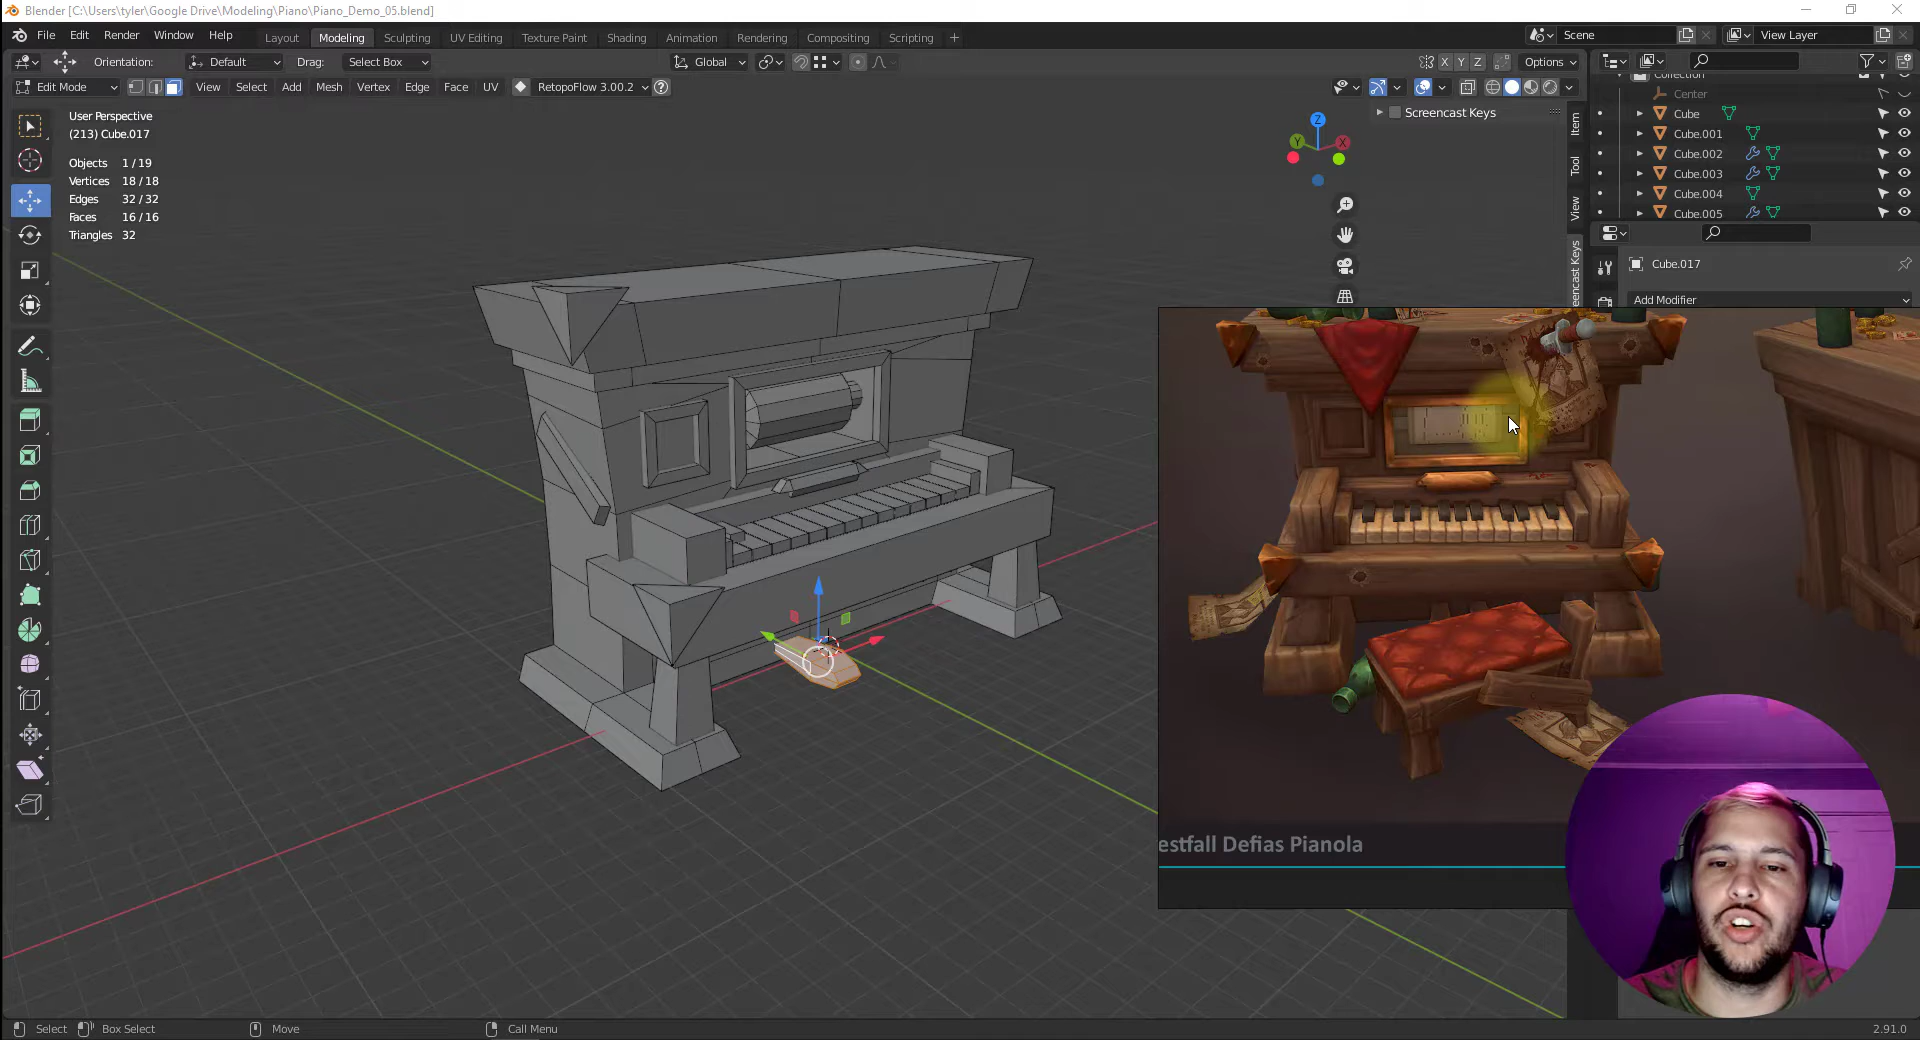 Blender [C:\Users\tyler\Google Drive\Modeling\Piano\Piano_Demo_05.blend]
File Edit Render Window Help Layout Modeling Sculpting UV Editing Texture Paint Shading Animation Rendering Compositing Scripting + Scene View Layer
Orientation: Default Drag: Select Box Global X Y Z Options
Edit Mode View Select Add Mesh Vertex Edge Face UV RetopoFlow 3.00.2
User Perspective
(213) Cube.017
Objects 1 / 19
Vertices 18 / 18
Edges 32 / 32
Faces 16 / 16
Triangles 32
Z
Y
X
Screencast Keys
Item
Tool
View
eencast Keys
Collection
Center
Cube
Cube.001
Cube.002
Cube.003
Cube.004
Cube.005
Cube.017
Add Modifier
estfall Defias Pianola
Select Box Select Move Call Menu 2.91.0